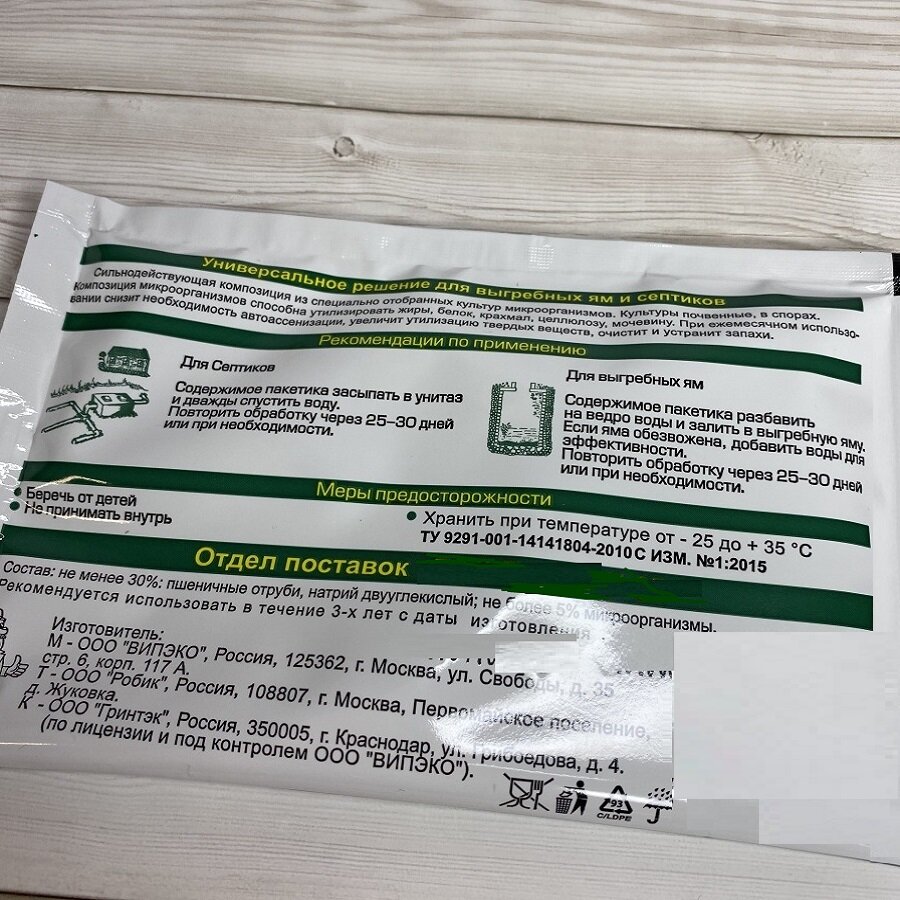 Универсальное решение для выгребных ям и септиков
Сильнодействующая композиция из специально отобранных культур микроорганизмов. Культуры почвенные, в спорах.
Композиция микроорганизмов способна утилизировать жиры, белок, крахмал, целлюлозу, мочевину. При ежемесячном использо-
вании снизит необходимость автоассенизации, увеличит утилизацию твердых веществ, очистит и устранит запахи.
Рекомендации по применению
Для Септиков
Содержимое пакетика засыпать в унитаз
и дважды спустить воду.
Повторить обработку через 25–30 дней
или при необходимости.
Для выгребных ям
Содержимое пакетика разбавить
на ведро воды и залить в выгребную яму.
Если яма обезвожена, добавить воды для
эффективности.
Повторить обработку через 25–30 дней
или при необходимости.
Меры предосторожности
• Беречь от детей
• Не принимать внутрь
• Хранить при температуре от - 25 до + 35 °C
ТУ 9291-001-14141804-2010 С ИЗМ. №1:2015
Отдел поставок
Состав: не менее 30%: пшеничные отруби, натрий двууглекислый; не более 5% микроорганизмы.
Рекомендуется использовать в течение 3-х лет с даты изготовления
Изготовитель:
М - ООО "ВИПЭКО", Россия, 125362, г. Москва, ул. Свободы, д. 35
стр. 6, корп. 117 А.
Т - ООО "Робик", Россия, 108807, г. Москва, Первомайское поселение,
д. Жуковка.
К - ООО "Гринтэк", Россия, 350005, г. Краснодар, ул. Грибоедова, д. 4.
(по лицензии и под контролем ООО "ВИПЭКО").
93
C/LDPE